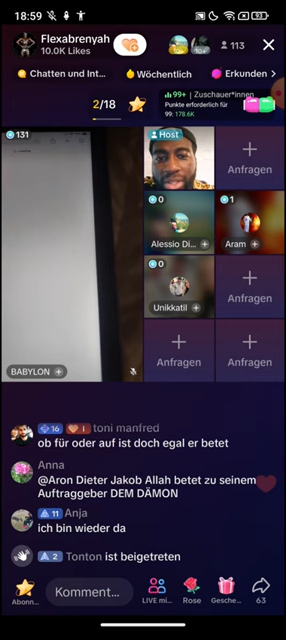 18:59
93
Flexabrenyah
10.0K Likes
113
Chatten und Int...
Wöchentlich
Erkunden
2/18
99+ | Zuschauer*innen
Punkte erforderlich für
99: 178.6K
131
Host
Anfragen
0
Alessio Di...
1
Aram
Anfragen
0
Unikkatil
Anfragen
Anfragen
Anfragen
BABYLON
16
I
toni manfred
ob für oder auf ist doch egal er betet
Anna
@Aron Dieter Jakob Allah betet zu seinem
Auftraggeber DEM DÄMON
11
Anja
ich bin wieder da
2
Tonton ist beigetreten
Abonn...
Komment...
LIVE mi...
Rose
Gesche...
63